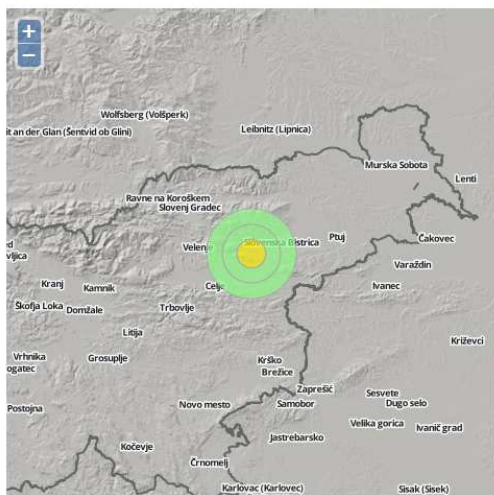 +
−
Wolfsberg (Volšperk)
it an der Glan (Šentvid ob Glini)
Leibnitz (Lipnica)
Murska Sobota
Lenti
Ravne na Koroškem
Slovenj Gradec
Velenje
Slovenska Bistrica
Ptuj
Čakovec
Varaždin
Celje
Ivanec
Kranj
Kamnik
Škofja Loka
Domžale
Trbovlje
Litija
Križevci
Vrhnika
ogatec
Grosuplje
Krško
Brežice
Zaprešić
Sesvete
Dugo selo
Postojna
Novo mesto
Samobor
Velika gorica
Ivanič grad
Jastrebarsko
Kočevje
Črnomelj
Karlovac (Karlovec)
Sisak (Sisek)